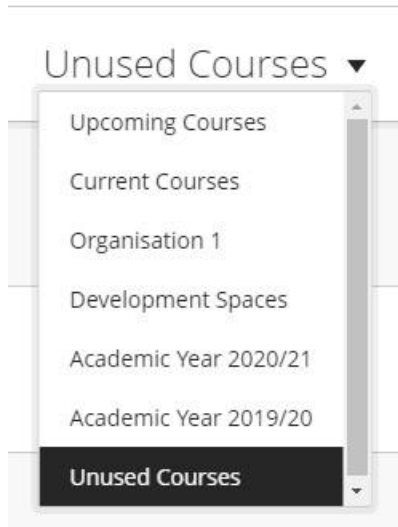 Unused Courses
Upcoming Courses
Current Courses
Organisation 1
Development Spaces
Academic Year 2020/21
Academic Year 2019/20
Unused Courses